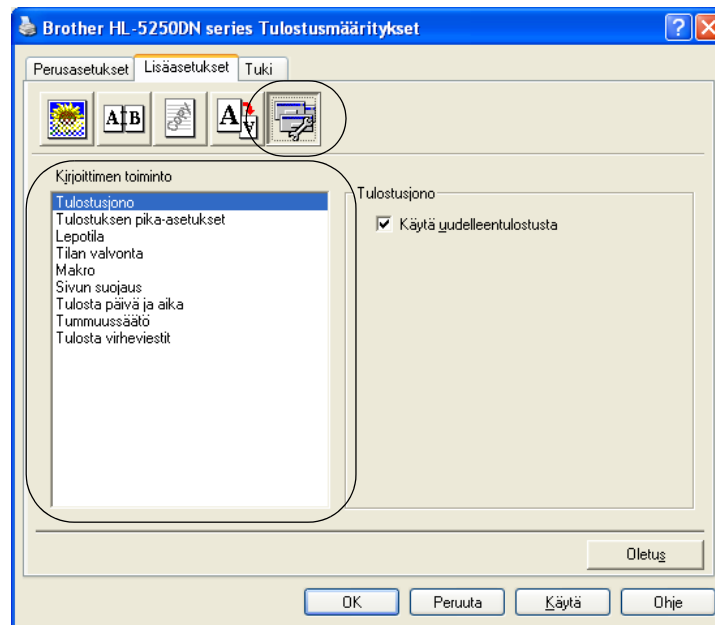 Brother HL-5250DN series Tulostusmääritykset
Perusasetukset Lisäasetukset Tuki
Kirjoittimen toiminto
Tulostusjono
Tulostuksen pika-asetukset
Lepotila
Tilan valvonta
Makro
Sivun suojaus
Tulosta päivä ja aika
Tummuussäätö
Tulosta virheviestit
Tulostusjono
Käytä uudelleentulostusta
Oletus
OK Peruuta Käytä Ohje